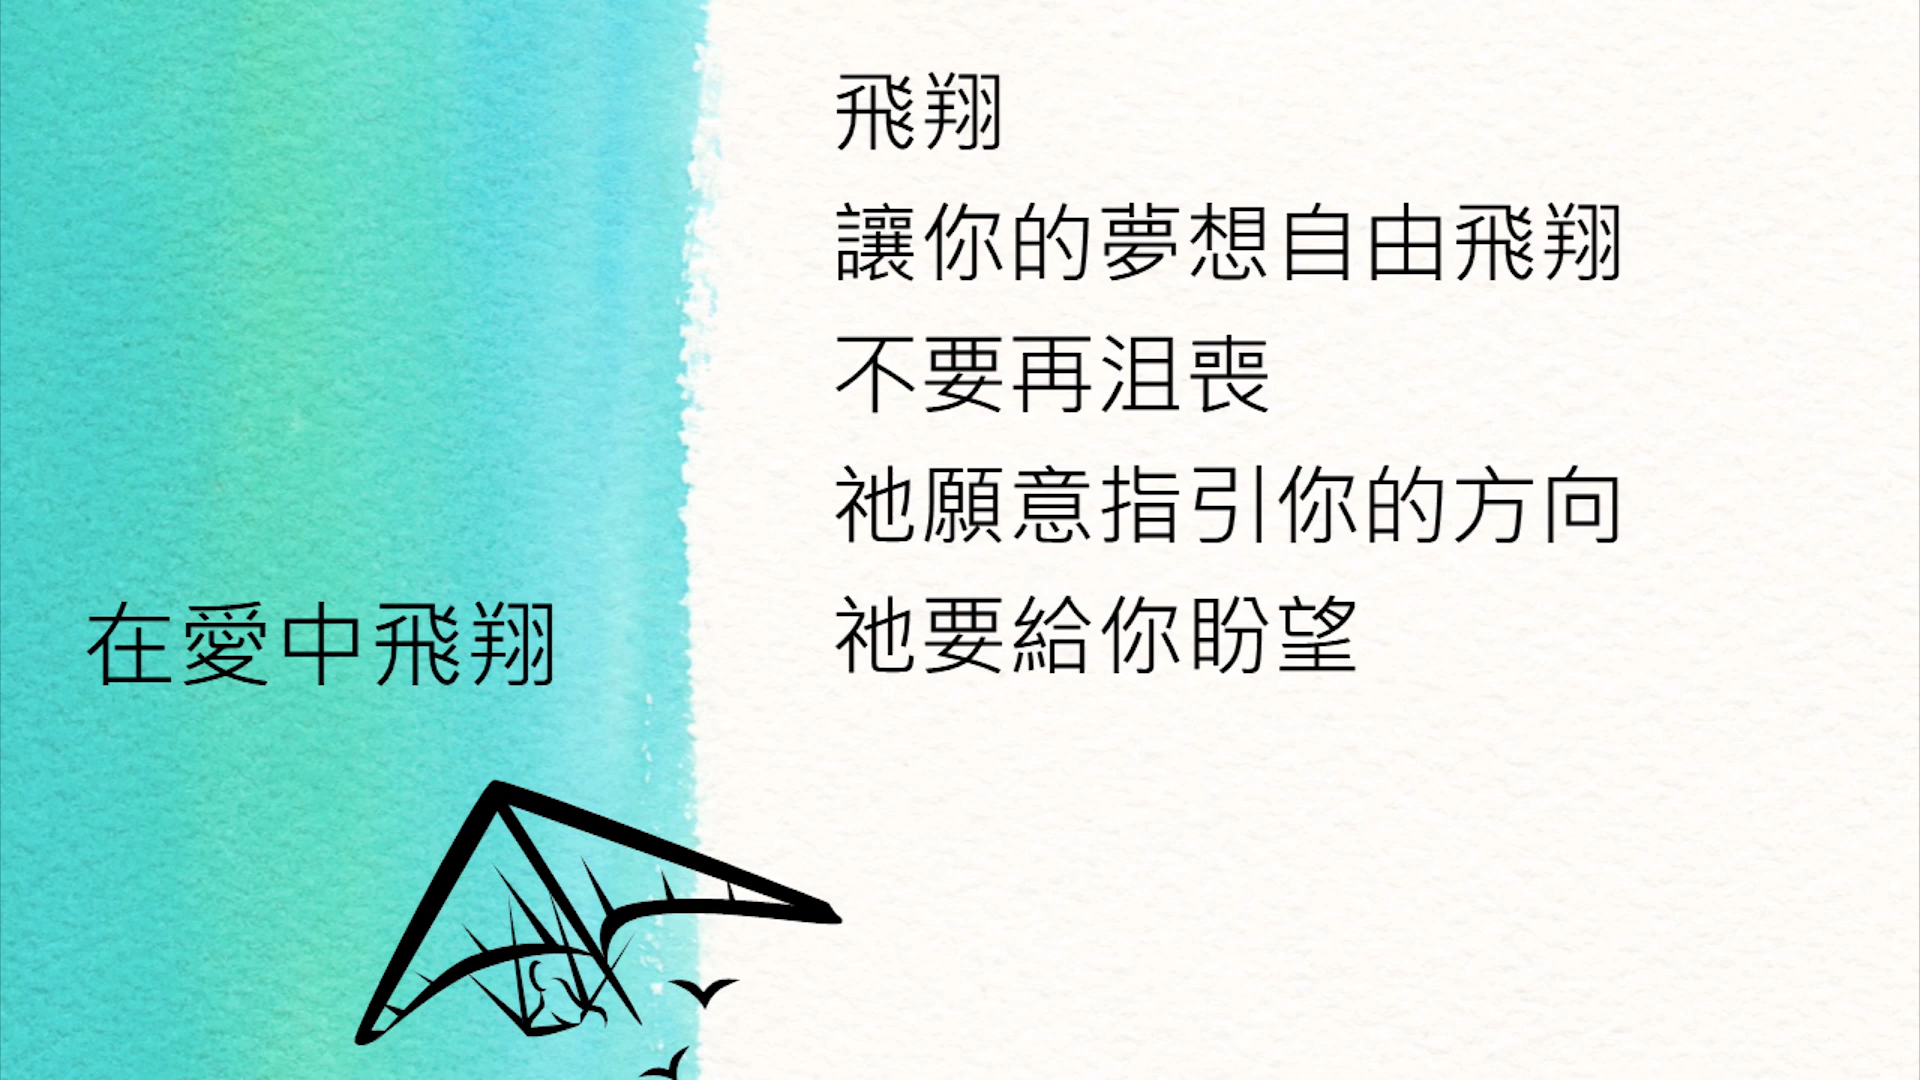 在愛中飛翔
飛翔
讓你的夢想自由飛翔
不要再沮喪
祂願意指引你的方向
祂要給你盼望